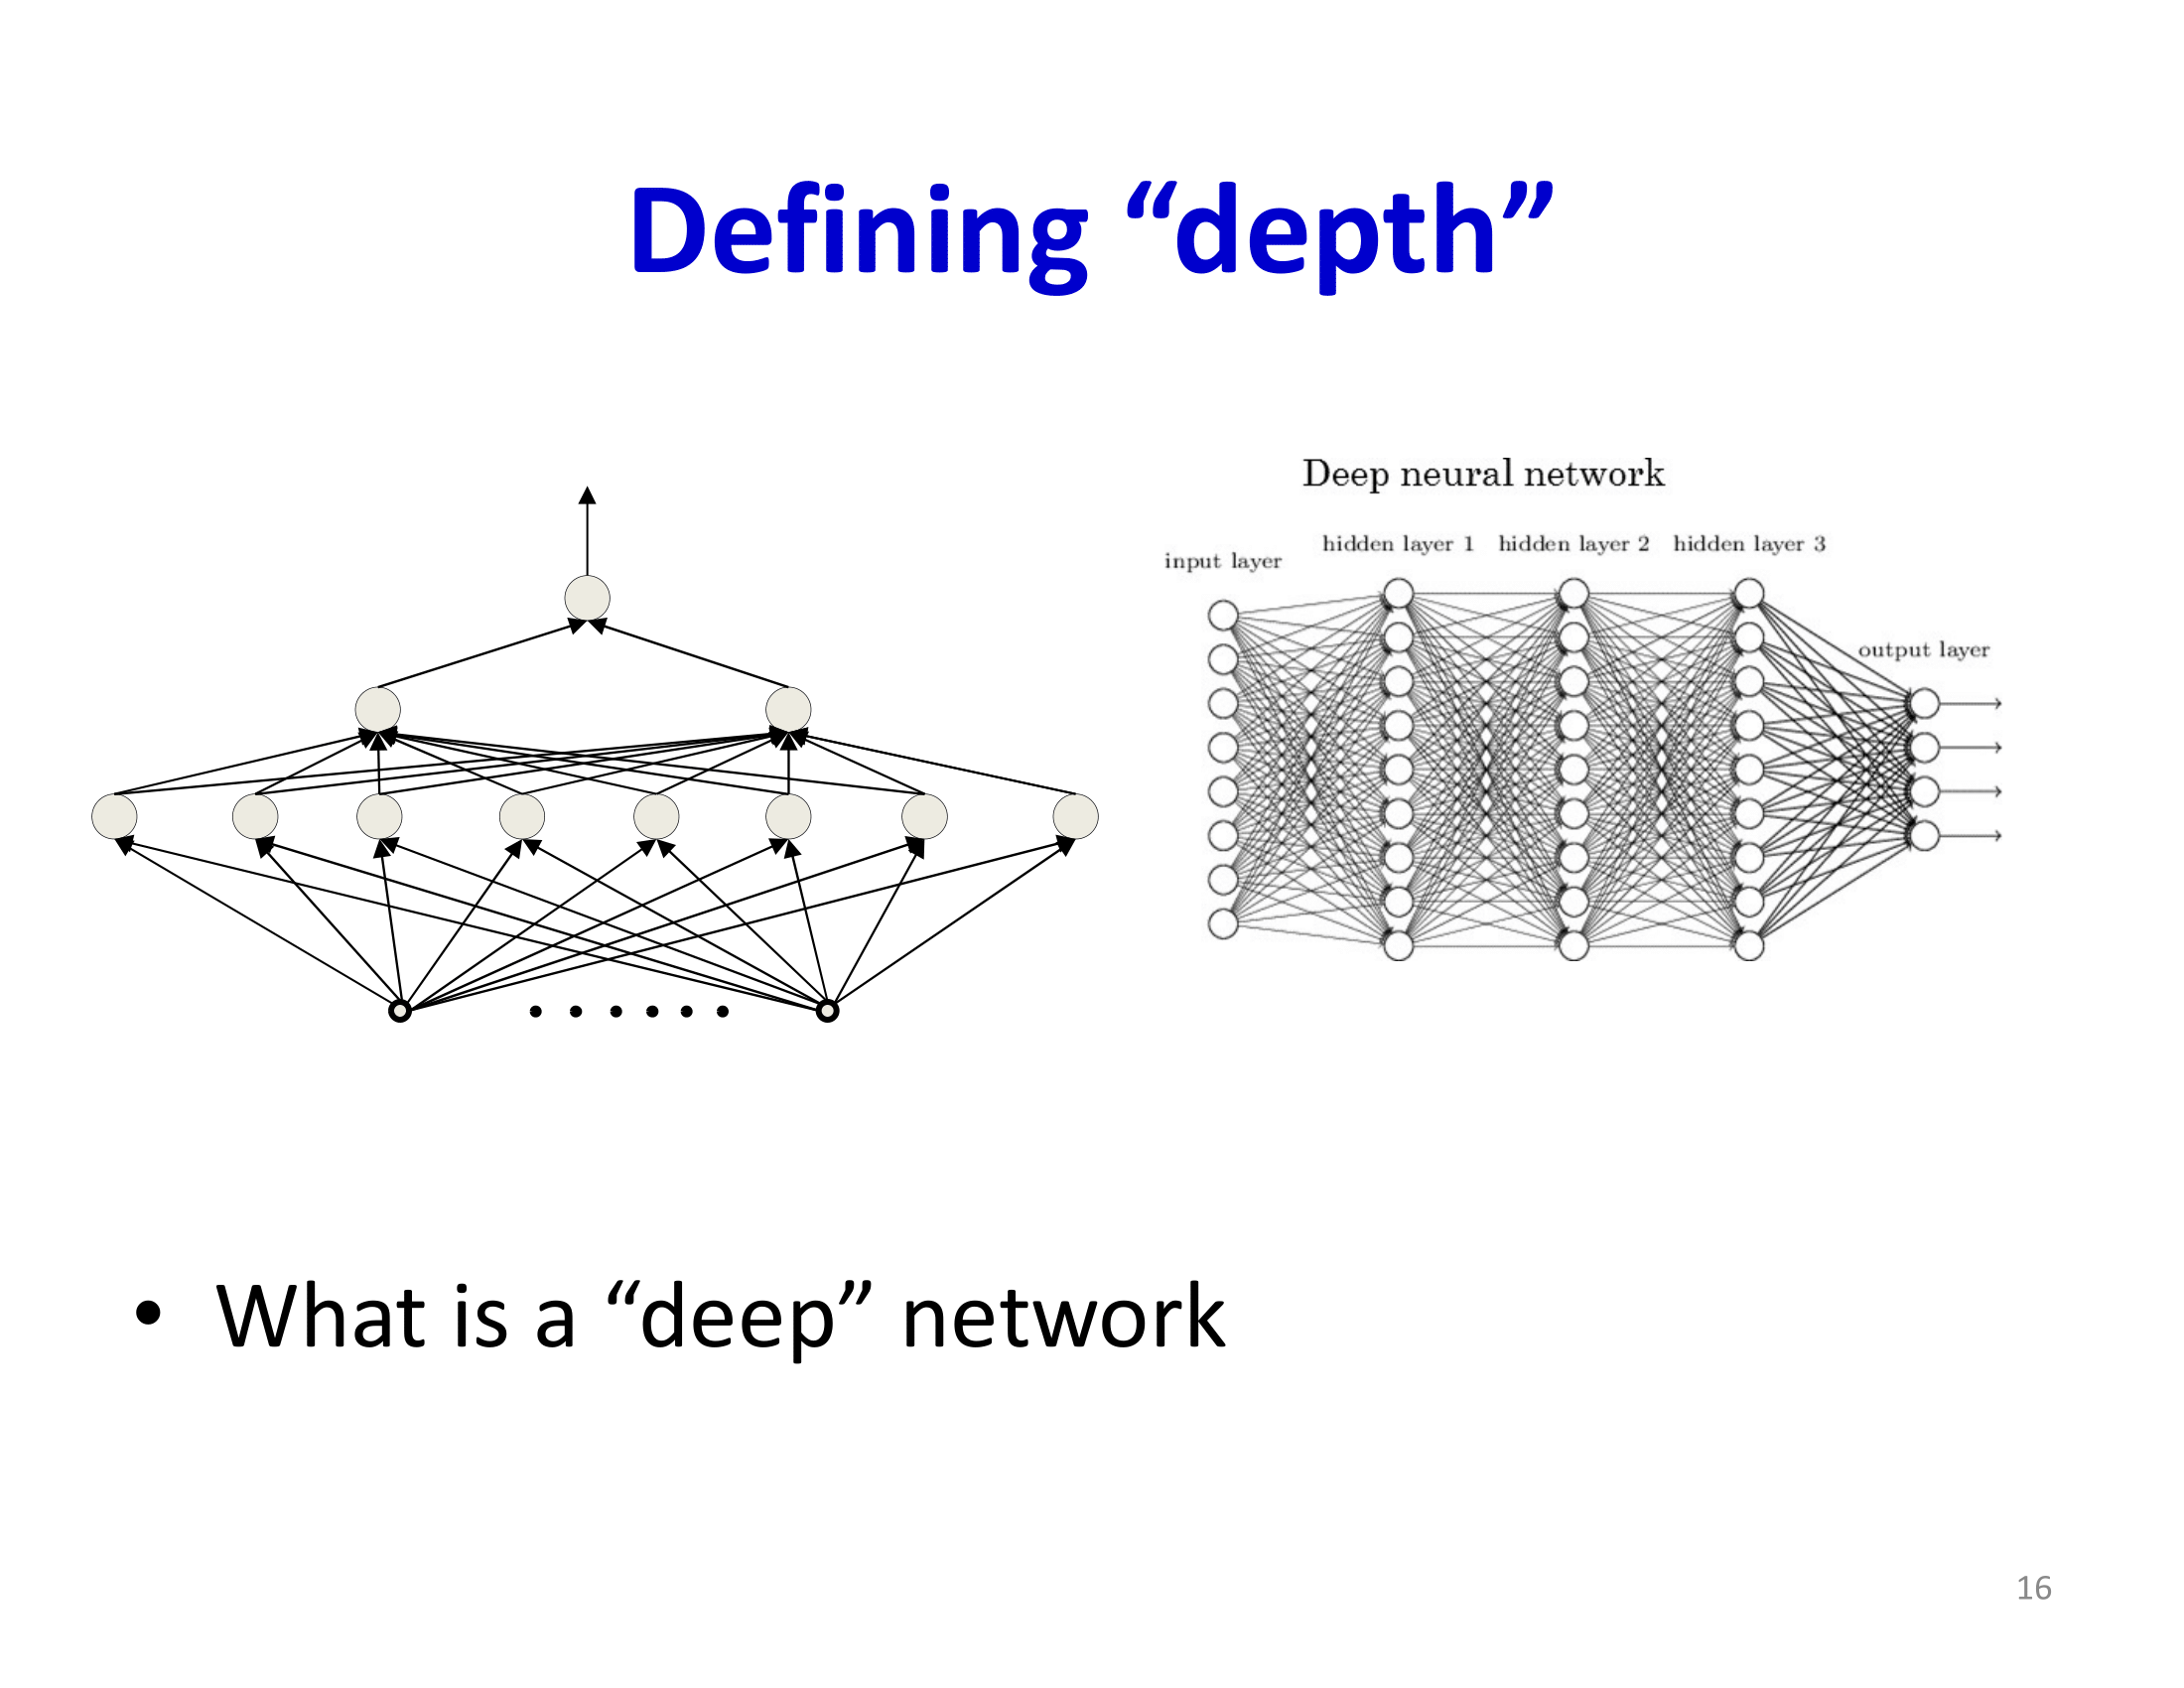 Defining “depth”
Deep neural network
hidden layer 1 hidden layer 2 hidden layer 3
input layer
output layer
• What is a “deep” network
16